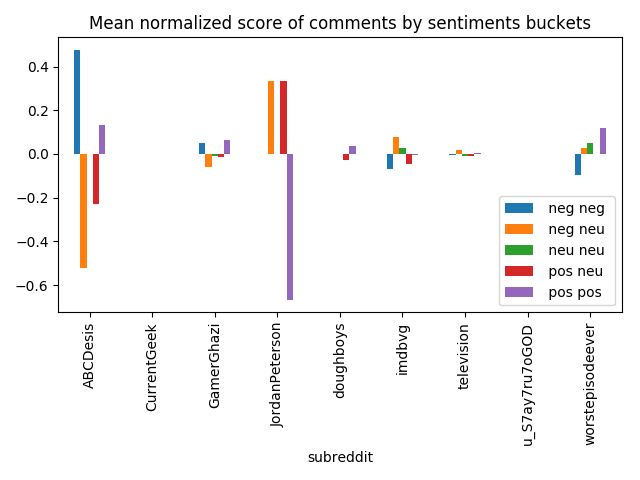 Mean normalized score of comments by sentiments buckets
0.4
0.2
0.0
−0.2
−0.4
−0.6
neg neg
neg neu
neu neu
pos neu
pos pos
ABCDesis
CurrentGeek
GamerGhazi
JordanPeterson
doughboys
imdbvg
television
u_S7ay7ru7oGOD
worstepisodeever
subreddit